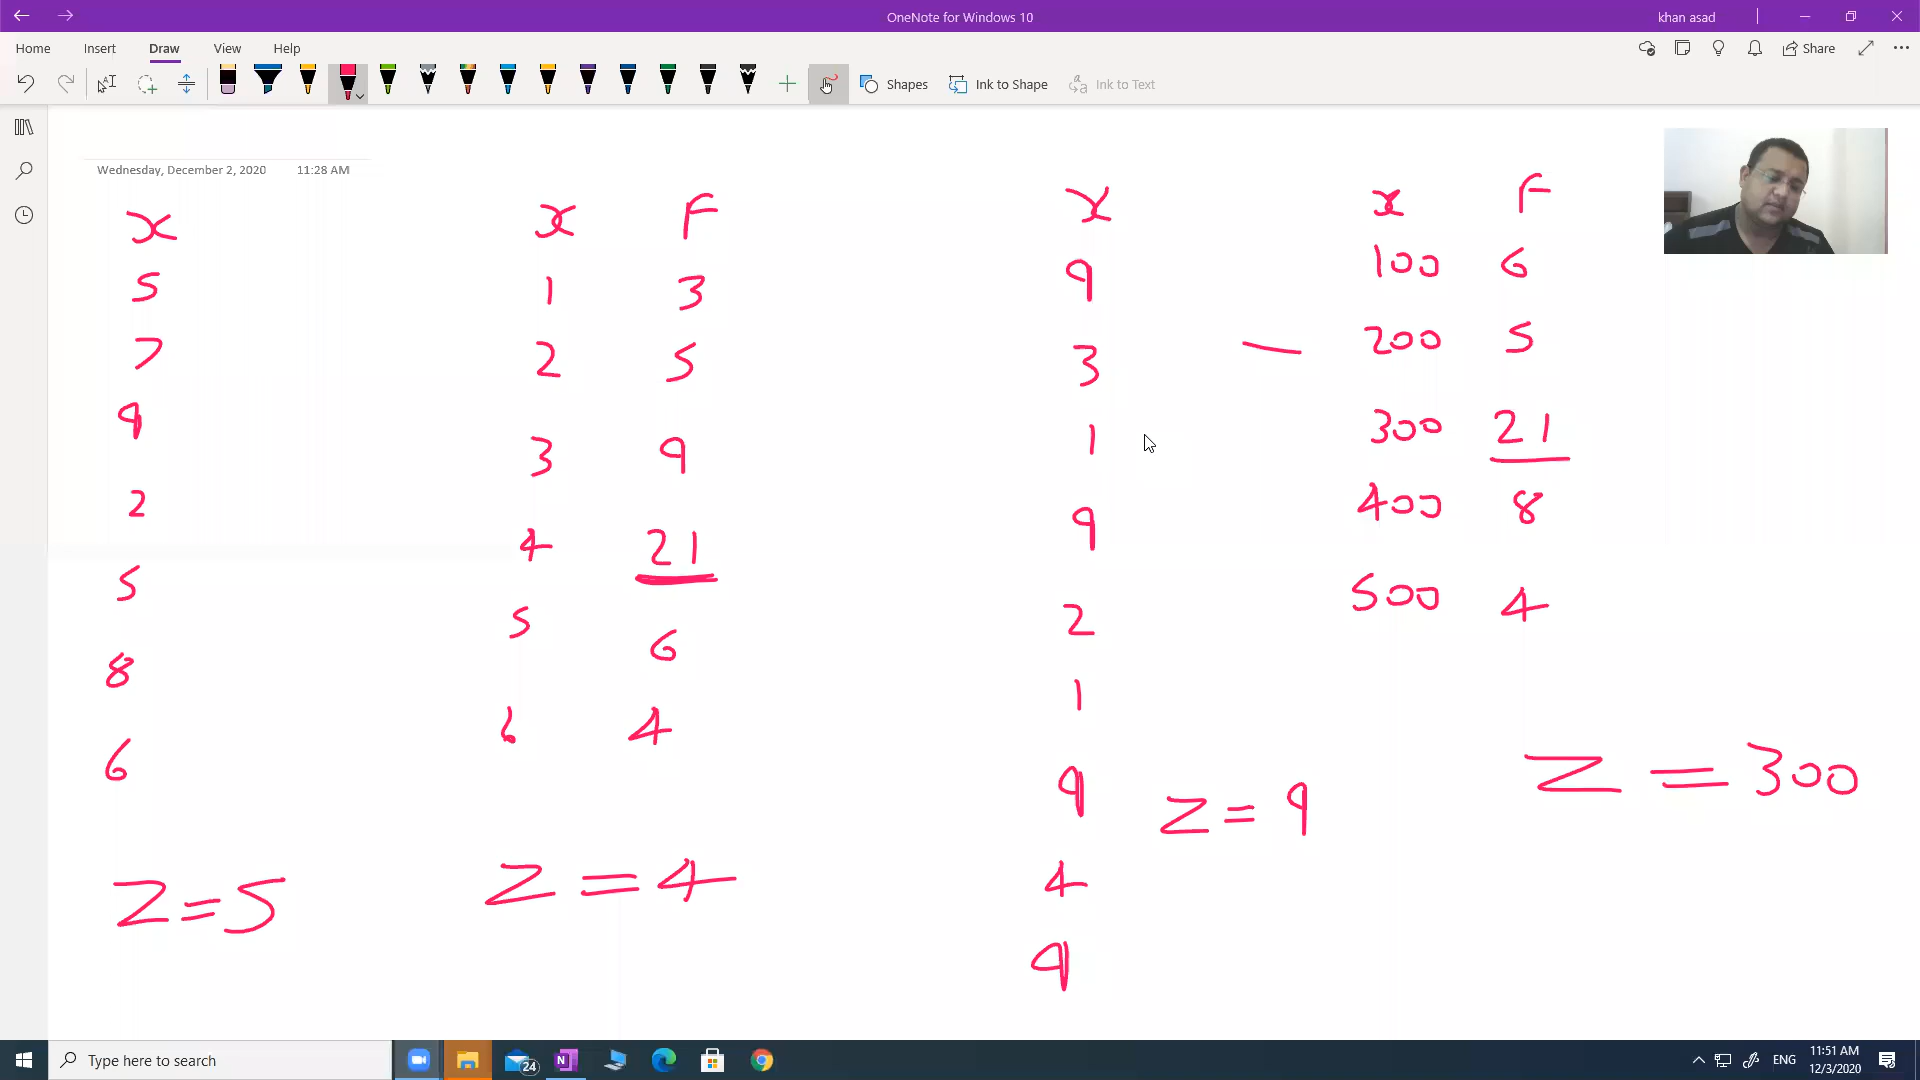 OneNote for Windows 10
khan asad
Home Insert Draw View Help
Share
Shapes Ink to Shape Ink to Text
Wednesday, December 2, 2020 11:28 AM
x
5
7
9
2
5
8
6
Z=5
x F
1 3
2 5
3 9
4 21
5 6
6 4
Z = 4
x
9
3
1
9
2
1
9
4
9
Z = 9
x F
100 6
200 5
300 21
400 8
500 4
Z = 300
Type here to search
24
ENG
11:51 AM
12/3/2020